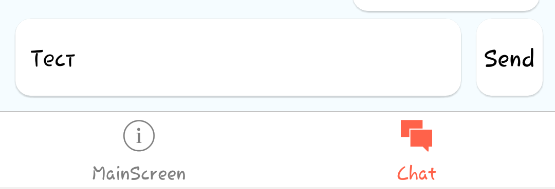 Тест
Send
MainScreen
Chat